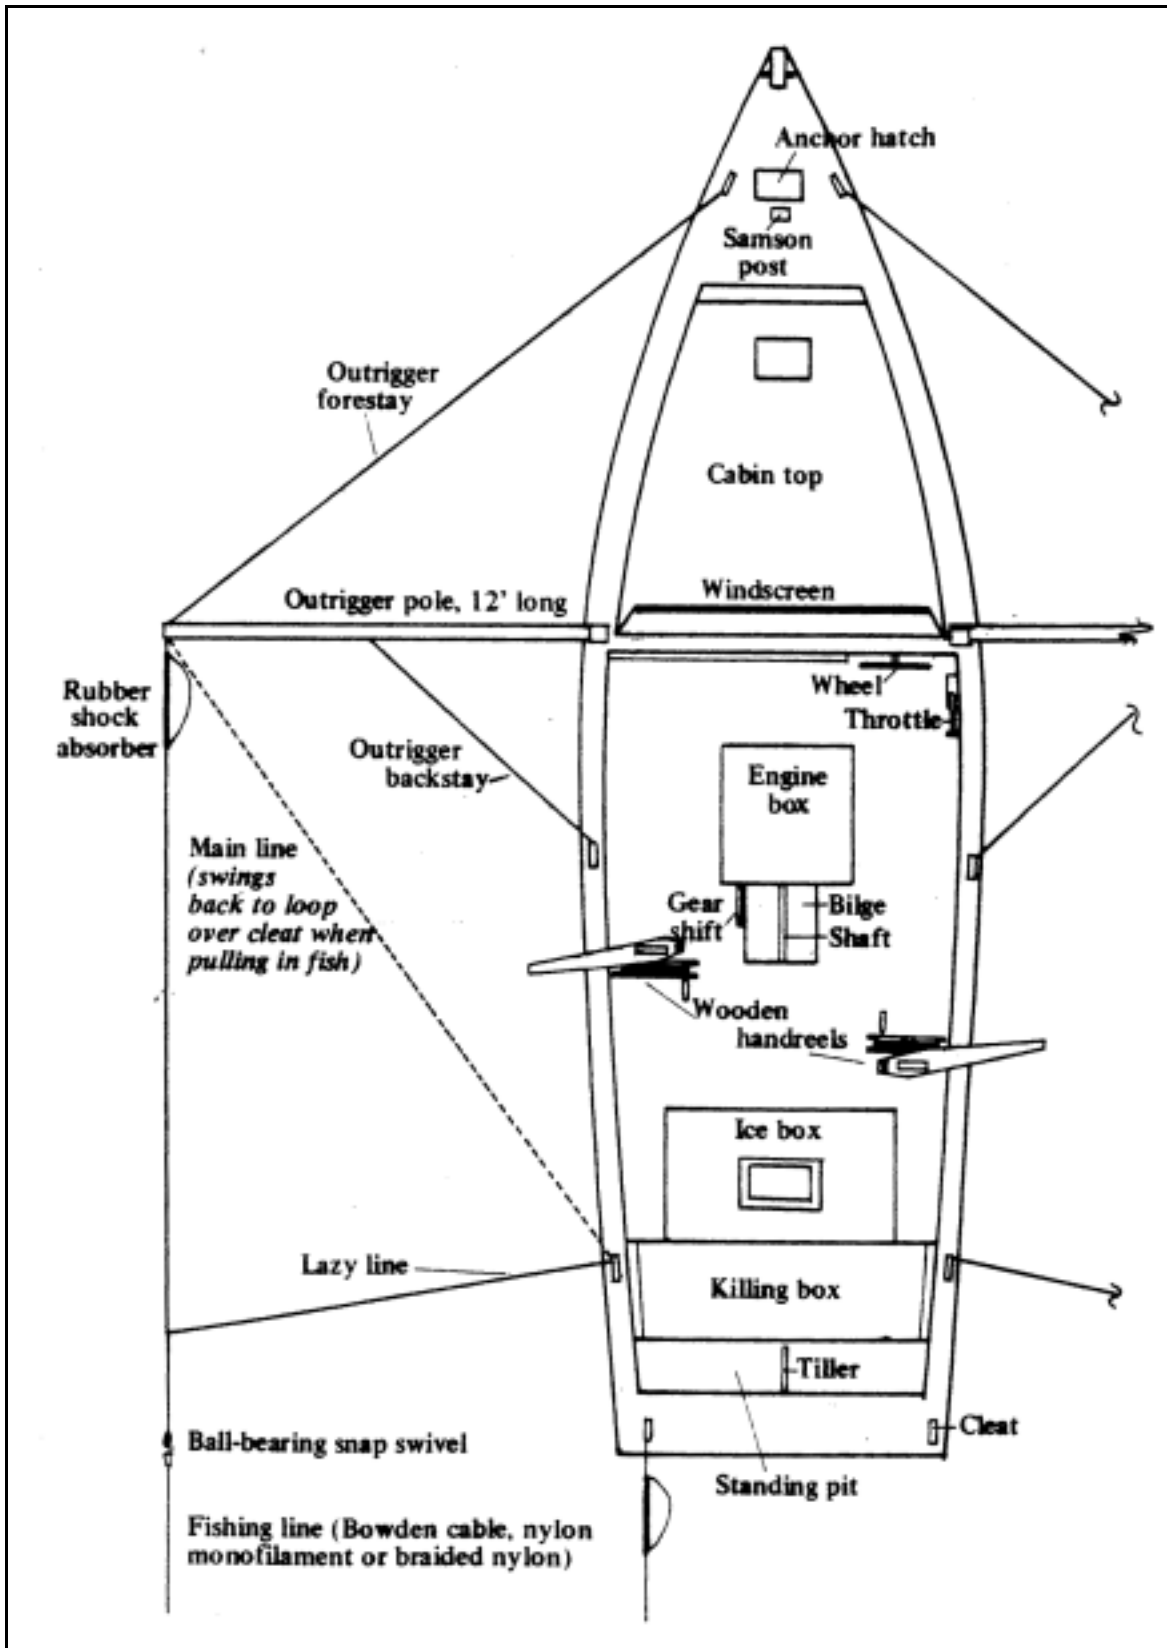 Anchor hatch
Samson
post
Outrigger
forestay
Cabin top
Windscreen
Outrigger pole, 12' long
Wheel
Throttle
Rubber
shock
absorber
Outrigger
backstay
Engine
box
Main line
(swings
back to loop
over cleat when
pulling in fish)
Gear
shift
Bilge
Shaft
Wooden
handreels
Ice box
Lazy line
Killing box
Tiller
Cleat
Ball-bearing snap swivel
Standing pit
Fishing line (Bowden cable, nylon
monofilament or braided nylon)